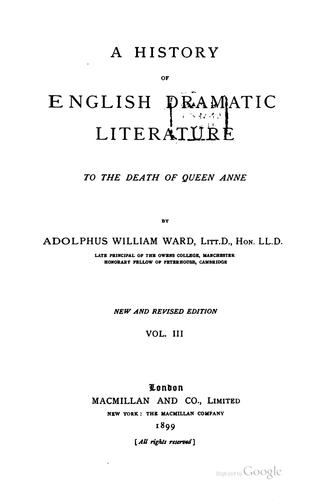 A HISTORY
OF
ENGLISH DRAMATIC
LITERATURE
TO THE DEATH OF QUEEN ANNE
BY
ADOLPHUS WILLIAM WARD, LITT.D., HON. LL.D.
LATE PRINCIPAL OF THE OWENS COLLEGE, MANCHESTER
HONORARY FELLOW OF PETERHOUSE, CAMBRIDGE
NEW AND REVISED EDITION
VOL. III
London
MACMILLAN AND CO., LIMITED
NEW YORK: THE MACMILLAN COMPANY
1899
[All rights reserved]
Digitized by Google